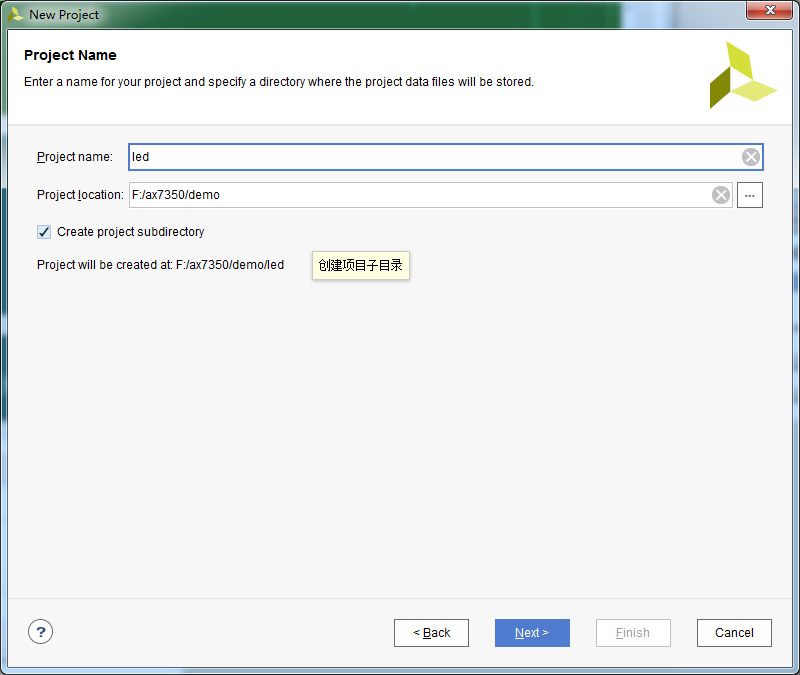 New Project
Project Name
Enter a name for your project and specify a directory where the project data files will be stored.
Project name: led
Project location: F:/ax7350/demo ...
Create project subdirectory
Project will be created at: F:/ax7350/demo/led 创建项目子目录
? < Back Next > Finish Cancel